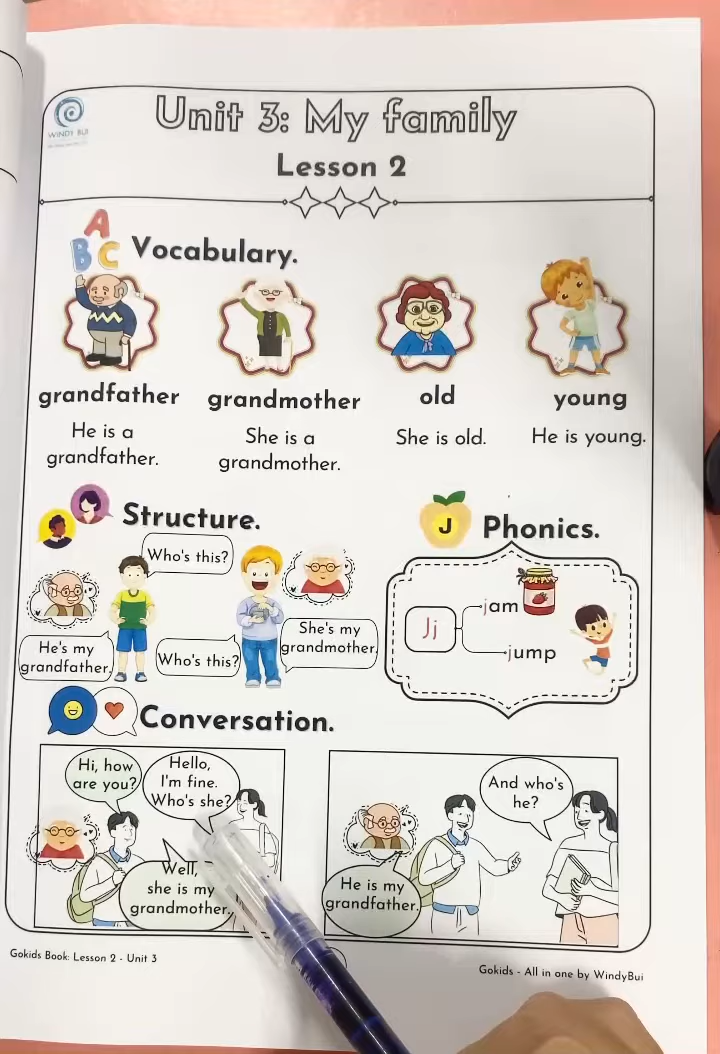 WINDY BUI
Unit 3: My family
Lesson 2
A
B C
Vocabulary.
grandfather
grandmother
old
young
He is a
grandfather.
She is a
grandmother.
She is old.
He is young.
Structure.
J
Phonics.
Who's this?
He's my
grandfather.
Who's this?
She's my
grandmother.
Jj
jam
jump
Conversation.
Hi, how
are you?
Hello,
I'm fine.
Who's she?
Well,
she is my
grandmother.
And who's
he?
He is my
grandfather.
Gokids Book: Lesson 2 - Unit 3
Gokids - All in one by WindyBui